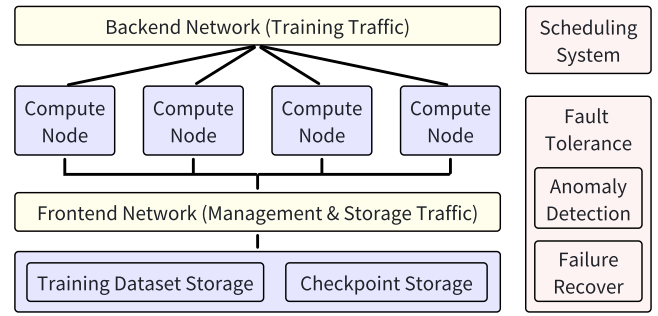 Backend Network (Training Traffic)
Compute
Node
Compute
Node
Compute
Node
Compute
Node
Frontend Network (Management & Storage Traffic)
Training Dataset Storage
Checkpoint Storage
Scheduling
System
Fault
Tolerance
Anomaly
Detection
Failure
Recover